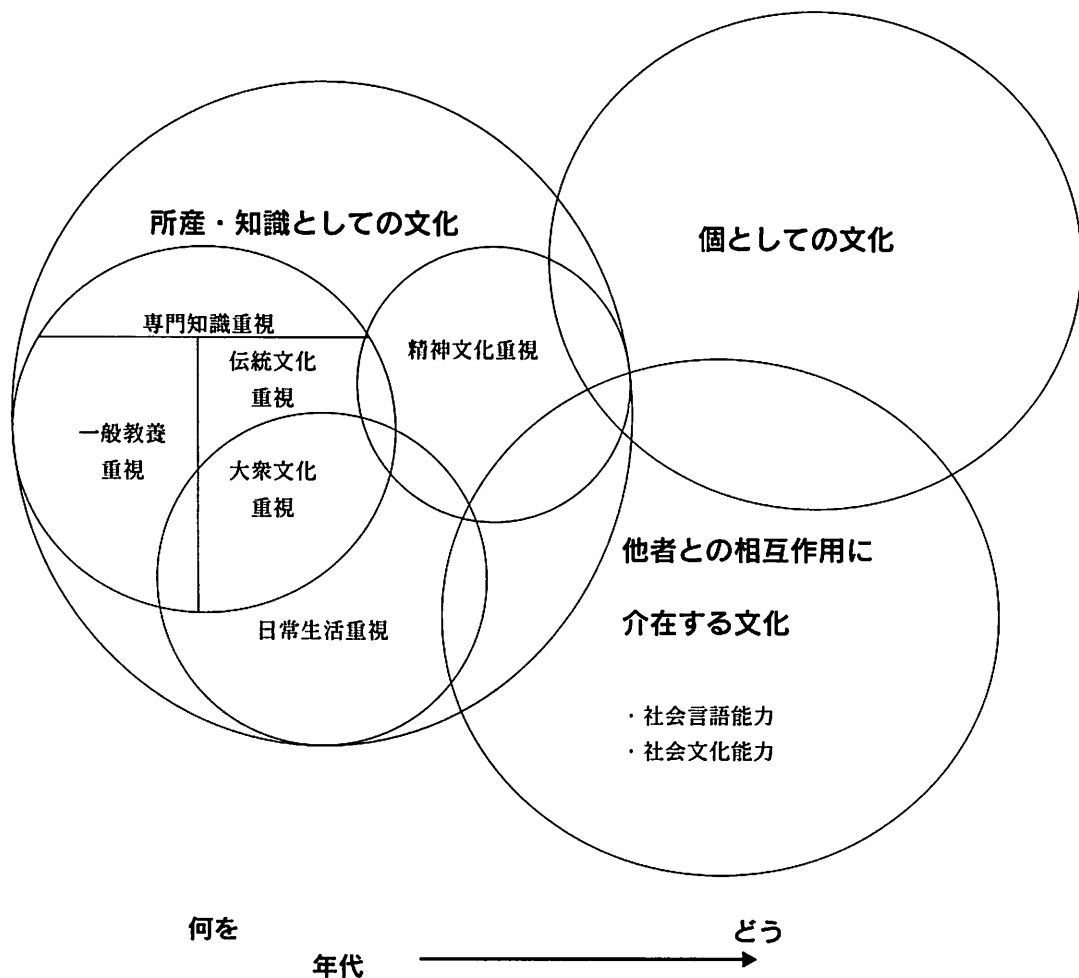 所産・知識としての文化
個としての文化
専門知識重視
伝統文化
重視
精神文化重視
一般教養
重視
大衆文化
重視
他者との相互作用に
介在する文化
日常生活重視
・社会言語能力
・社会文化能力
何を
どう
年代